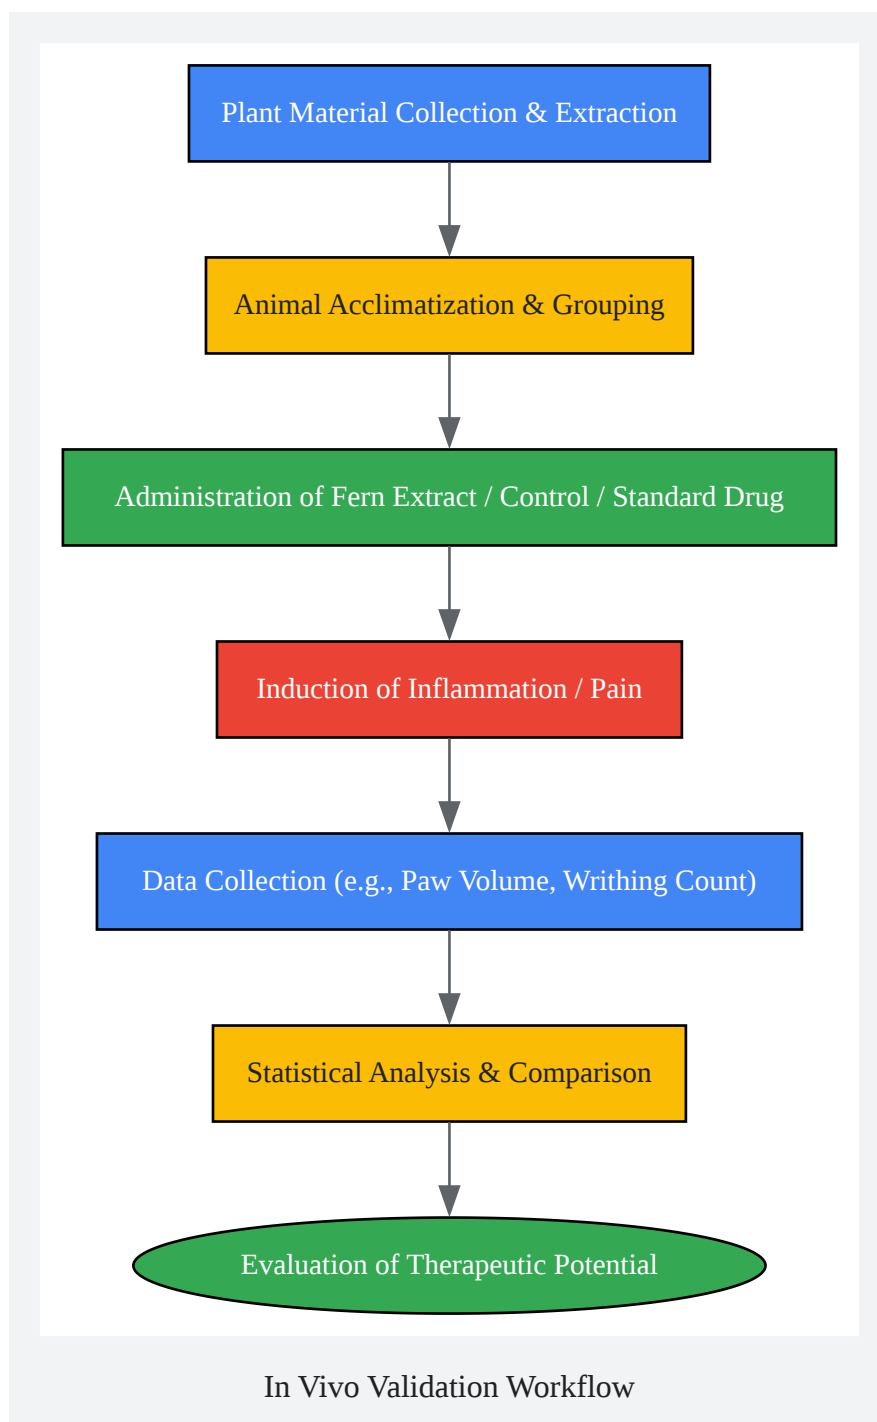 Plant Material Collection & Extraction
Animal Acclimatization & Grouping
Administration of Fern Extract / Control / Standard Drug
Induction of Inflammation / Pain
Data Collection (e.g., Paw Volume, Writhing Count)
Statistical Analysis & Comparison
Evaluation of Therapeutic Potential
In Vivo Validation Workflow